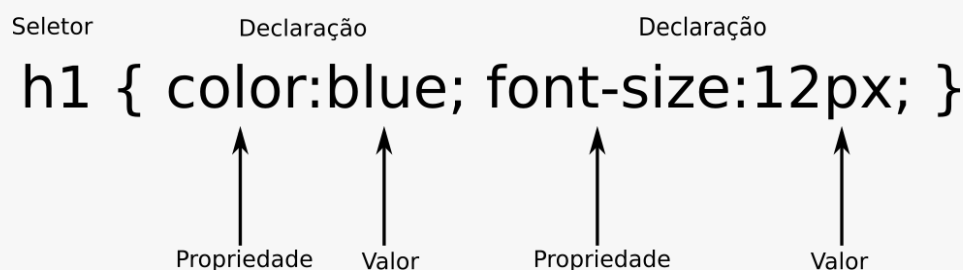 Seletor Declaração Declaração
h1 { color:blue; font-size:12px; }
Propriedade Valor Propriedade Valor